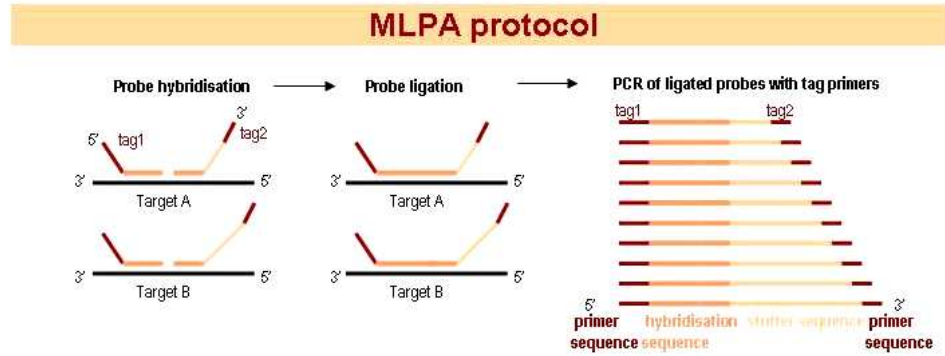 MLPA protocol
Probe hybridisation
Probe ligation
PCR of ligated probes with tag primers
3'
5'
tag1
tag2
3'
5'
Target A
3'
5'
Target B
3'
5'
Target A
3'
5'
Target B
tag1
tag2
5'
3'
primer hybridisation stuffer sequence primer
sequence sequence sequence